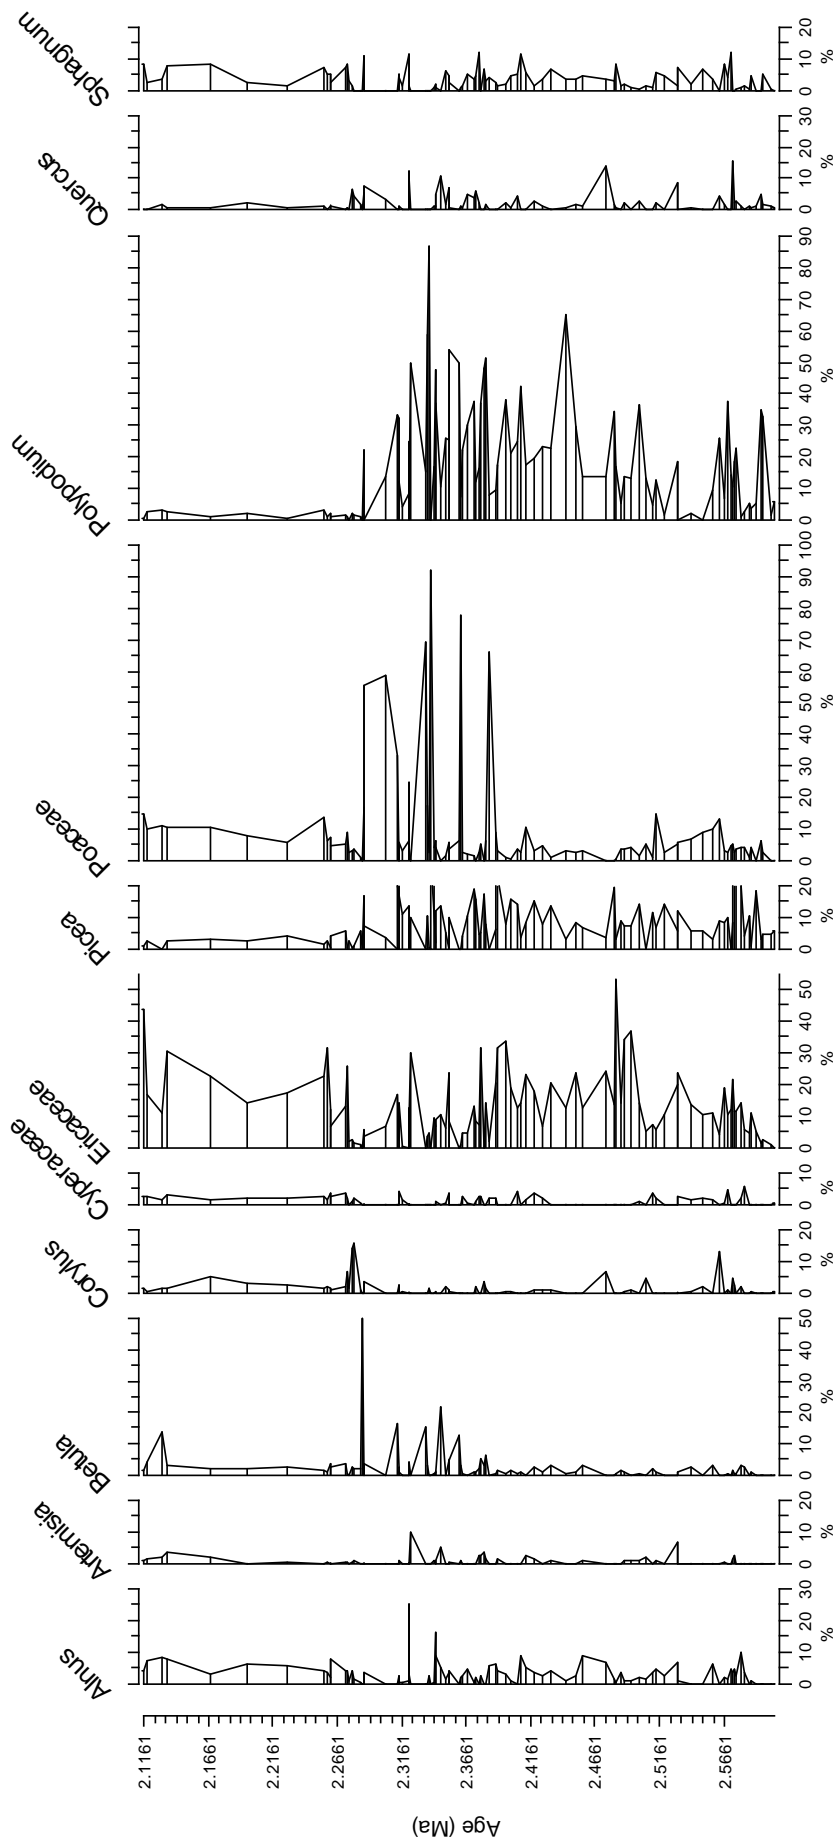 Age (Ma)
2.1161
2.1661
2.2161
2.2661
2.3161
2.3661
2.4161
2.4661
2.5161
2.5661
Alnus
0 10 20 30
%
Artemisia
0 10 20
%
Betula
0 10 20 30 40 50
%
Corylus
0 10 20
%
Cyperaceae
0 10
%
Ericaceae
0 10 20 30 40 50
%
Picea
0 10 20
%
Poaceae
0 10 20 30 40 50 60 70 80 90 100
%
Polypodium
0 10 20 30 40 50 60 70 80 90
%
Quercus
0 10 20 30
%
Sphagnum
0 10 20
%